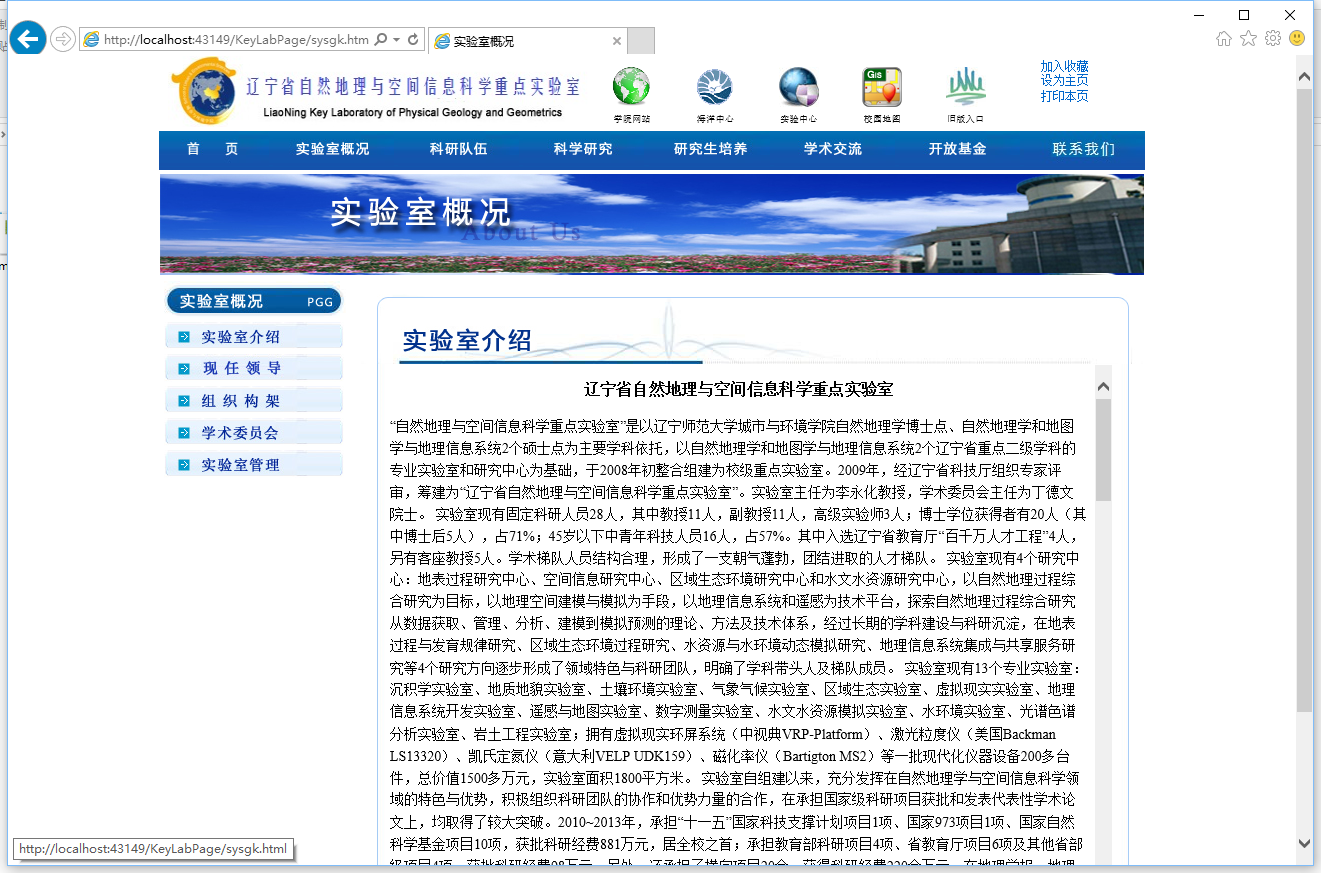 http://localhost:43149/KeyLabPage/sysgk.htm
实验室概况
辽宁省自然地理与空间信息科学重点实验室
LiaoNing Key Laboratory of Physical Geology and Geometrics
学院网站 海洋中心 实验中心 校园地图 旧版入口
加入收藏
设为主页
打印本页
首 页 实验室概况 科研队伍 科学研究 研究生培养 学术交流 开放基金 联系我们
实验室概况
About Us
实验室概况 PGG
实验室介绍
现任领导
组织构架
学术委员会
实验室管理
实验室介绍
辽宁省自然地理与空间信息科学重点实验室
“自然地理与空间信息科学重点实验室”是以辽宁师范大学城市与环境学院自然地理学博士点、自然地理学和地图
学与地理信息系统2个硕士点为主要学科依托，以自然地理学和地图学与地理信息系统2个辽宁省重点二级学科的
专业实验室和研究中心为基础，于2008年初整合组建为校级重点实验室。2009年，经辽宁省科技厅组织专家评
审，筹建为“辽宁省自然地理与空间信息科学重点实验室”。实验室主任为李永化教授，学术委员会主任为丁德文
院士。 实验室现有固定科研人员28人，其中教授11人，副教授11人，高级实验师3人；博士学位获得者有20人（其
中博士后5人），占71%；45岁以下中青年科技人员16人，占57%。其中入选辽宁省教育厅“百千万人才工程”4人，
另有客座教授5人。学术梯队人员结构合理，形成了一支朝气蓬勃，团结进取的人才梯队。 实验室现有4个研究中
心：地表过程研究中心、空间信息研究中心、区域生态环境研究中心和水文水资源研究中心，以自然地理过程综
合研究为目标，以地理空间建模与模拟为手段，以地理信息系统和遥感为技术平台，探索自然地理过程综合研究
从数据获取、管理、分析、建模到模拟预测的理论、方法及技术体系，经过长期的学科建设与科研沉淀，在地表
过程与发育规律研究、区域生态环境过程研究、水资源与水环境动态模拟研究、地理信息系统集成与共享服务研
究等4个研究方向逐步形成了领域特色与科研团队，明确了学科带头人及梯队成员。 实验室现有13个专业实验室：
沉积学实验室、地质地貌实验室、土壤环境实验室、气象气候实验室、区域生态实验室、虚拟现实实验室、地理
信息系统开发实验室、遥感与地图实验室、数字测量实验室、水文水资源模拟实验室、水环境实验室、光谱色谱
分析实验室、岩土工程实验室；拥有虚拟现实环屏系统（中视典VRP-Platform）、激光粒度仪（美国Backman
LS13320）、凯氏定氮仪（意大利VELP UDK159）、磁化率仪（Bartigton MS2）等一批现代化仪器设备200多台
件，总价值1500多万元，实验室面积1800平方米。 实验室自组建以来，充分发挥在自然地理学与空间信息科学领
域的特色与优势，积极组织科研团队的协作和优势力量的合作，在承担国家级科研项目获批和发表代表性学术论
文上，均取得了较大突破。2010~2013年，承担“十一五”国家科技支撑计划项目1项、国家973项目1项、国家自然
科学基金项目10项，获批科研经费881万元，居全校之首；承担教育部科研项目4项、省教育厅项目6项及其他省部
http://localhost:43149/KeyLabPage/sysgk.html